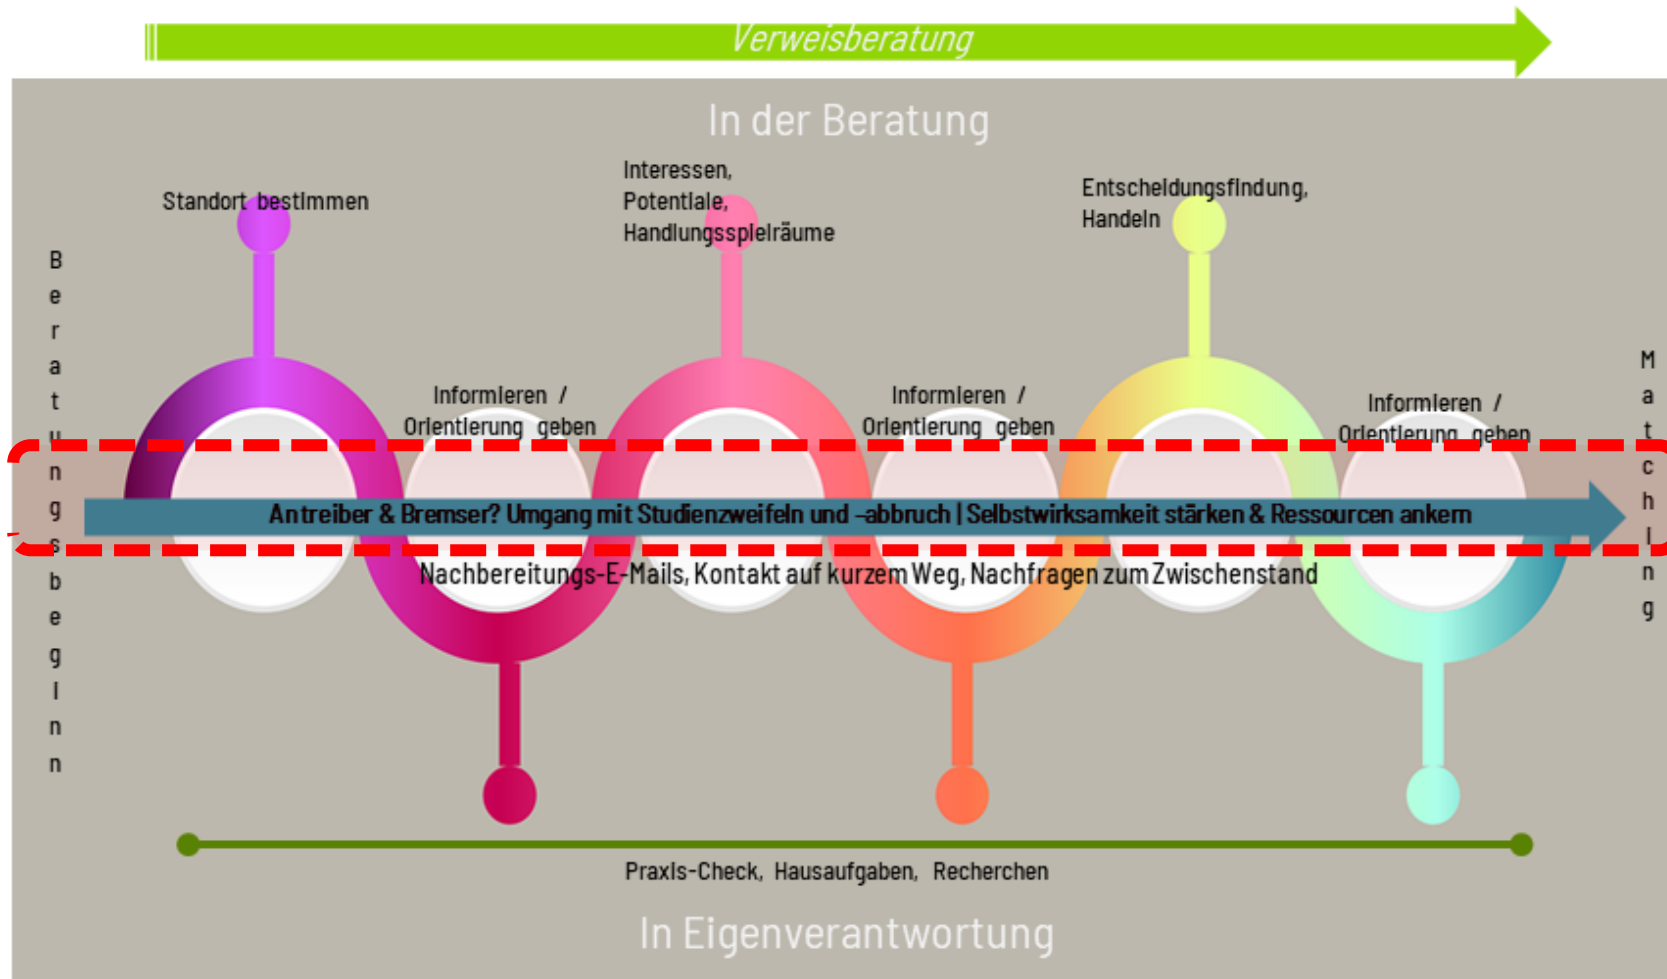 Verweisberatung
In der Beratung
Standort bestimmen
Interessen,
Potentiale,
Handlungsspielräume
Entscheidungsfindung,
Handeln
Beratungsbeginn
Informieren /
Orientierung geben
Informieren /
Orientierung geben
Informieren /
Orientierung geben
Matching
Antreiber & Bremser? Umgang mit Studienzweifeln und –abbruch | Selbstwirksamkeit stärken & Ressourcen ankern
Nachbereitungs-E-Mails, Kontakt auf kurzem Weg, Nachfragen zum Zwischenstand
Praxis-Check, Hausaufgaben, Recherchen
In Eigenverantwortung